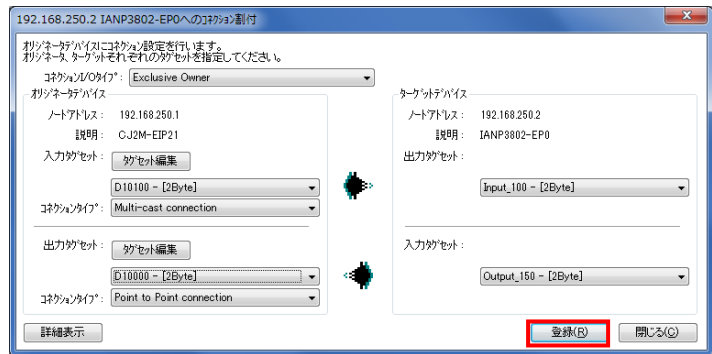 192.168.250.2 IANP3802-EP0へのｺﾈｸｼｮﾝ割付
ｵﾘｼﾞﾈｰﾀﾃﾞﾊﾞｲｽにｺﾈｸｼｮﾝ設定を行います。
ｵﾘｼﾞﾈｰﾀ、ﾀｰｹﾞｯﾄそれぞれのﾀｸﾞｾｯﾄを指定してください。
ｺﾈｸｼｮﾝI/Oﾀｲﾌﾟ: Exclusive Owner
ｵﾘｼﾞﾈｰﾀﾃﾞﾊﾞｲｽ
ﾉｰﾄﾞｱﾄﾞﾚｽ: 192.168.250.1
説明: CJ2M-EIP21
入力ﾀｸﾞｾｯﾄ: ﾀｸﾞｾｯﾄ編集
D10100 - [2Byte]
ｺﾈｸｼｮﾝﾀｲﾌﾟ: Multi-cast connection
出力ﾀｸﾞｾｯﾄ: ﾀｸﾞｾｯﾄ編集
D10000 - [2Byte]
ｺﾈｸｼｮﾝﾀｲﾌﾟ: Point to Point connection
ﾀｰｹﾞｯﾄﾃﾞﾊﾞｲｽ
ﾉｰﾄﾞｱﾄﾞﾚｽ: 192.168.250.2
説明: IANP3802-EP0
出力ﾀｸﾞｾｯﾄ:
Input_100 - [2Byte]
入力ﾀｸﾞｾｯﾄ:
Output_150 - [2Byte]
詳細表示 登録(R) 閉じる(C)